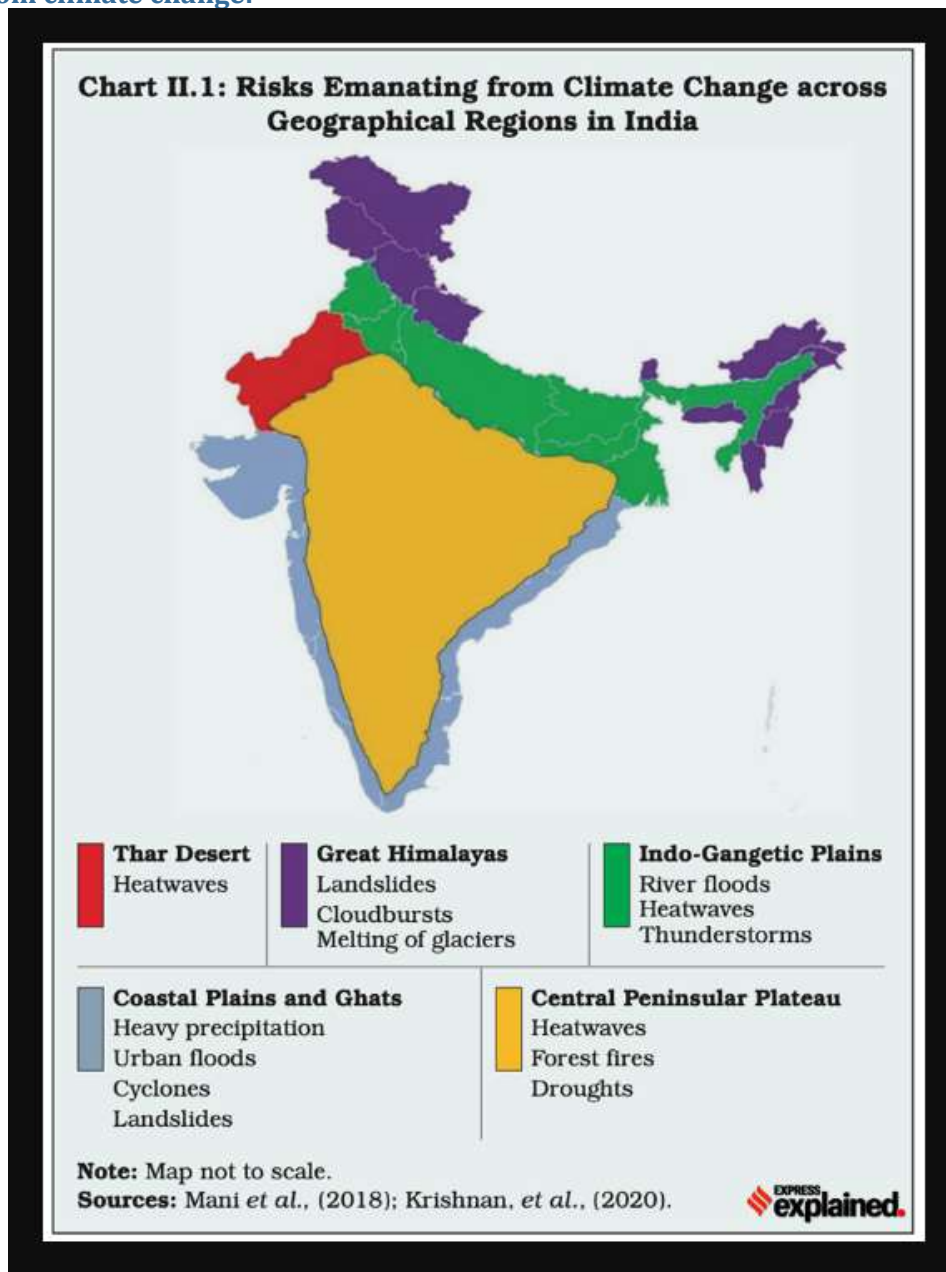 om climate change.
Chart II.1: Risks Emanating from Climate Change across
Geographical Regions in India
Thar Desert
Heatwaves
Great Himalayas
Landslides
Cloudbursts
Melting of glaciers
Indo-Gangetic Plains
River floods
Heatwaves
Thunderstorms
Coastal Plains and Ghats
Heavy precipitation
Urban floods
Cyclones
Landslides
Central Peninsular Plateau
Heatwaves
Forest fires
Droughts
Note: Map not to scale.
Sources: Mani et al., (2018); Krishnan, et al., (2020).
EXPRESS
explained.